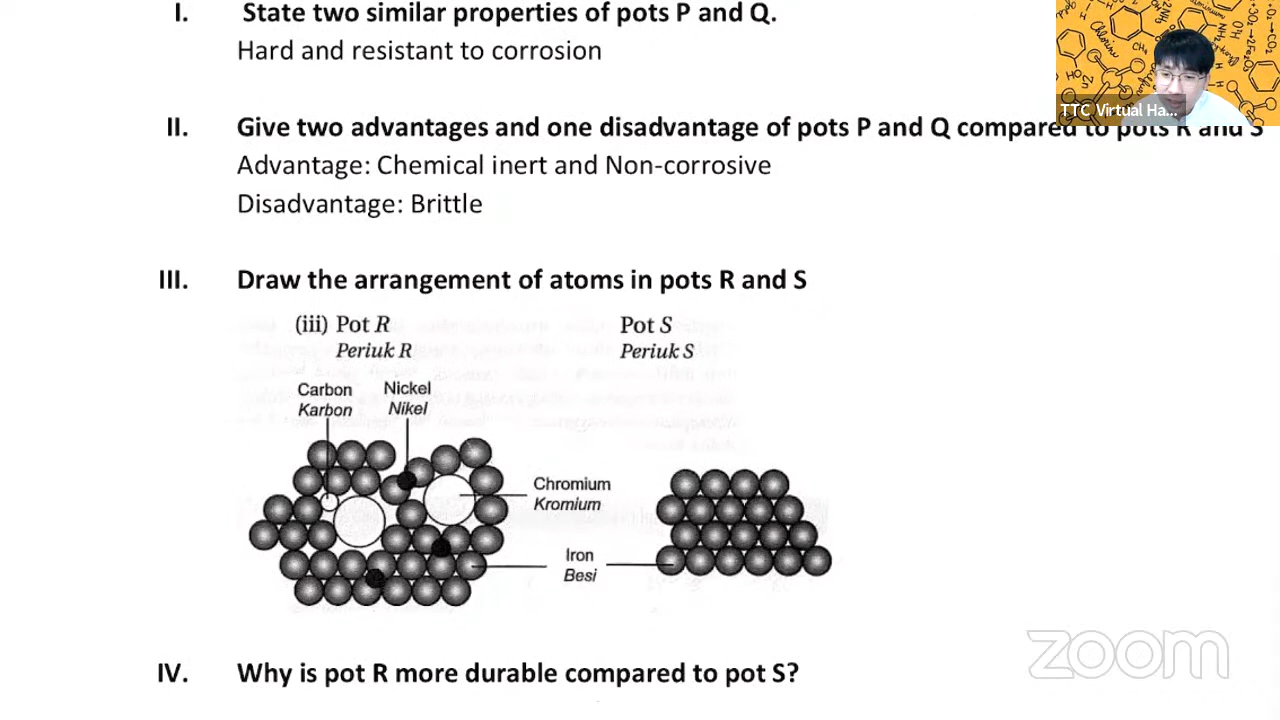 I. State two similar properties of pots P and Q.
Hard and resistant to corrosion
TTC Virtual Ha...
II. Give two advantages and one disadvantage of pots P and Q compared to pots R and S
Advantage: Chemical inert and Non-corrosive
Disadvantage: Brittle
III. Draw the arrangement of atoms in pots R and S
(iii) Pot R Pot S
Periuk R Periuk S
Carbon Nickel
Karbon Nikel
Chromium
Kromium
Iron
Besi
zoom
IV. Why is pot R more durable compared to pot S?